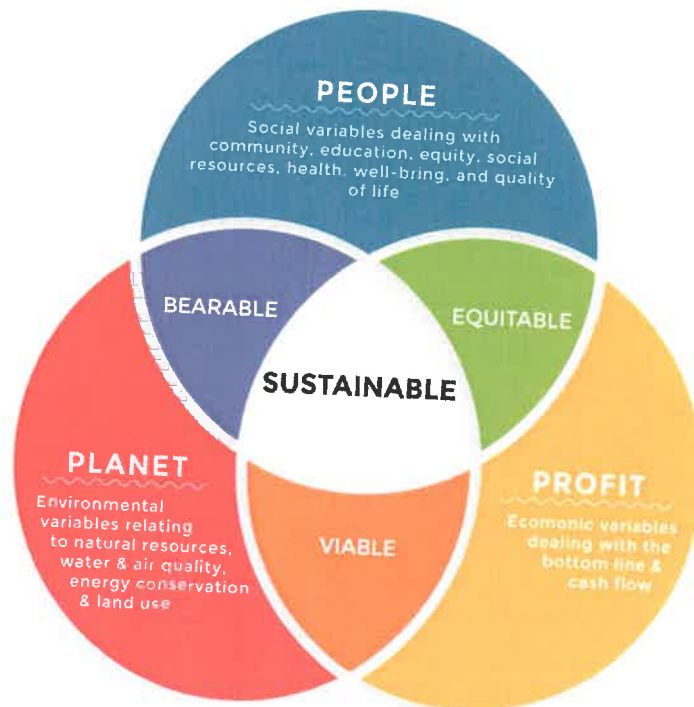 PEOPLE
Social variables dealing with
community, education, equity, social
resources, health, well-bring, and quality
of life
BEARABLE
EQUITABLE
SUSTAINABLE
PLANET
Environmental
variables relating
to natural resources,
water & air quality,
energy conservation
& land use
PROFIT
Ecomonic variables
dealing with the
bottom line &
cash flow
VIABLE